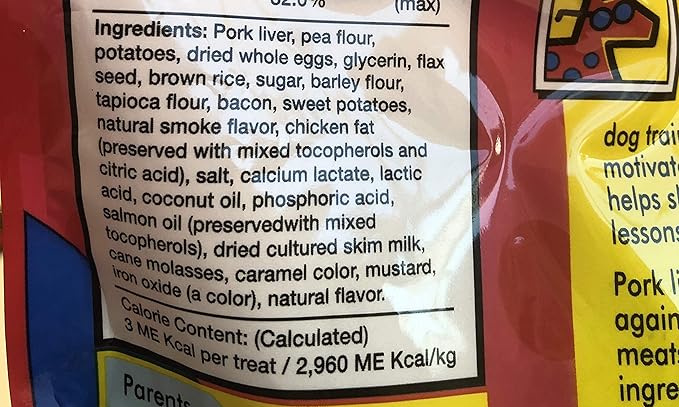 32.0% (max)
Ingredients: Pork liver, pea flour,
potatoes, dried whole eggs, glycerin, flax
seed, brown rice, sugar, barley flour,
tapioca flour, bacon, sweet potatoes,
natural smoke flavor, chicken fat
(preserved with mixed tocopherols and
citric acid), salt, calcium lactate, lactic
acid, coconut oil, phosphoric acid,
salmon oil (preservedwith mixed
tocopherols), dried cultured skim milk,
cane molasses, caramel color, mustard,
iron oxide (a color), natural flavor.
Calorie Content: (Calculated)
3 ME Kcal per treat / 2,960 ME Kcal/kg
Parents
dog trai
motivat
helps s
lessons
Pork li
again
meat
ingre